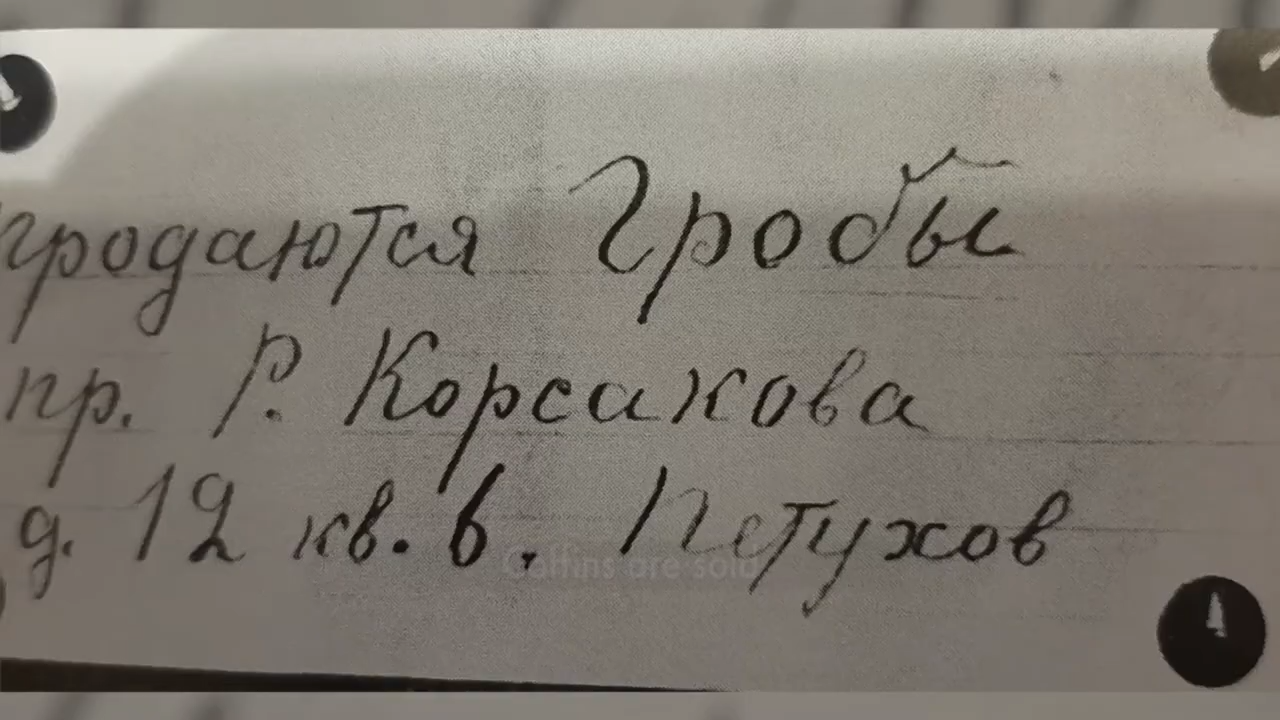 продаются Гробы
пр. Р. Корсакова
д. 12 кв. 6. Петухов
Coffins are sold